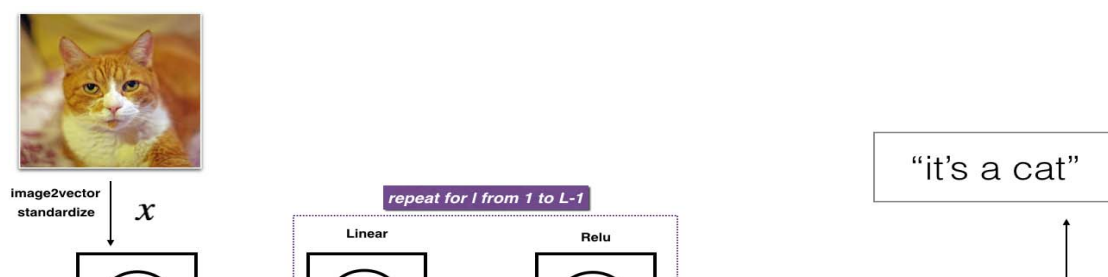 image2vector
standardize
x
repeat for l from 1 to L-1
Linear
Relu
“it’s a cat”